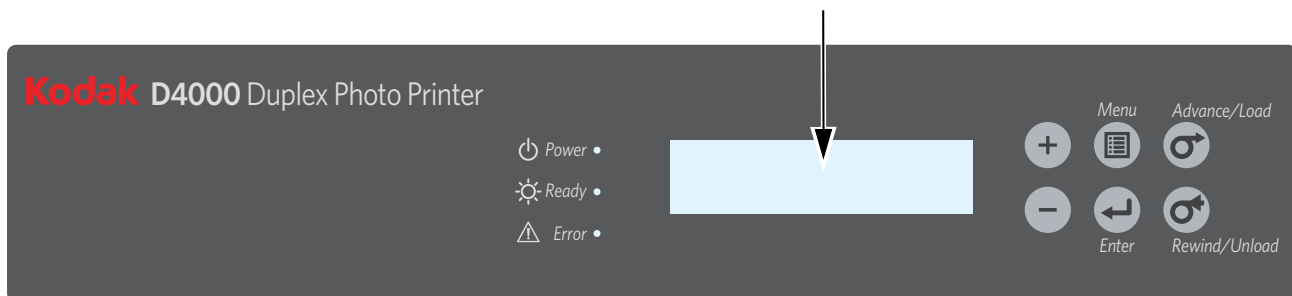 Kodak D4000 Duplex Photo Printer
Power
Ready
Error
Menu
Advance/Load
Enter
Rewind/Unload